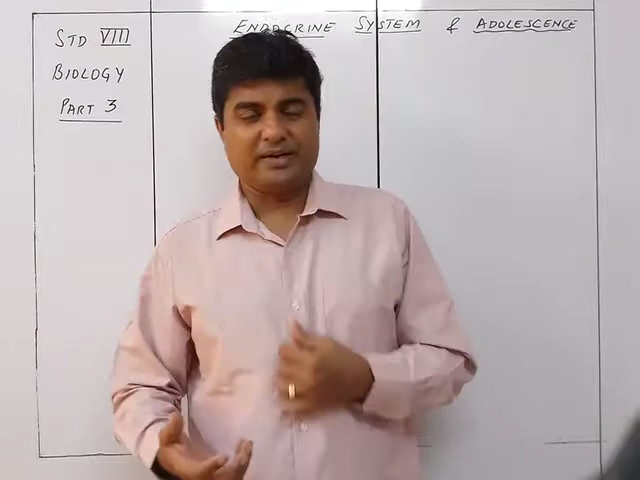 STD VIII
BIOLOGY
PART 3
ENDOCRINE SYSTEM & ADOLESCENCE